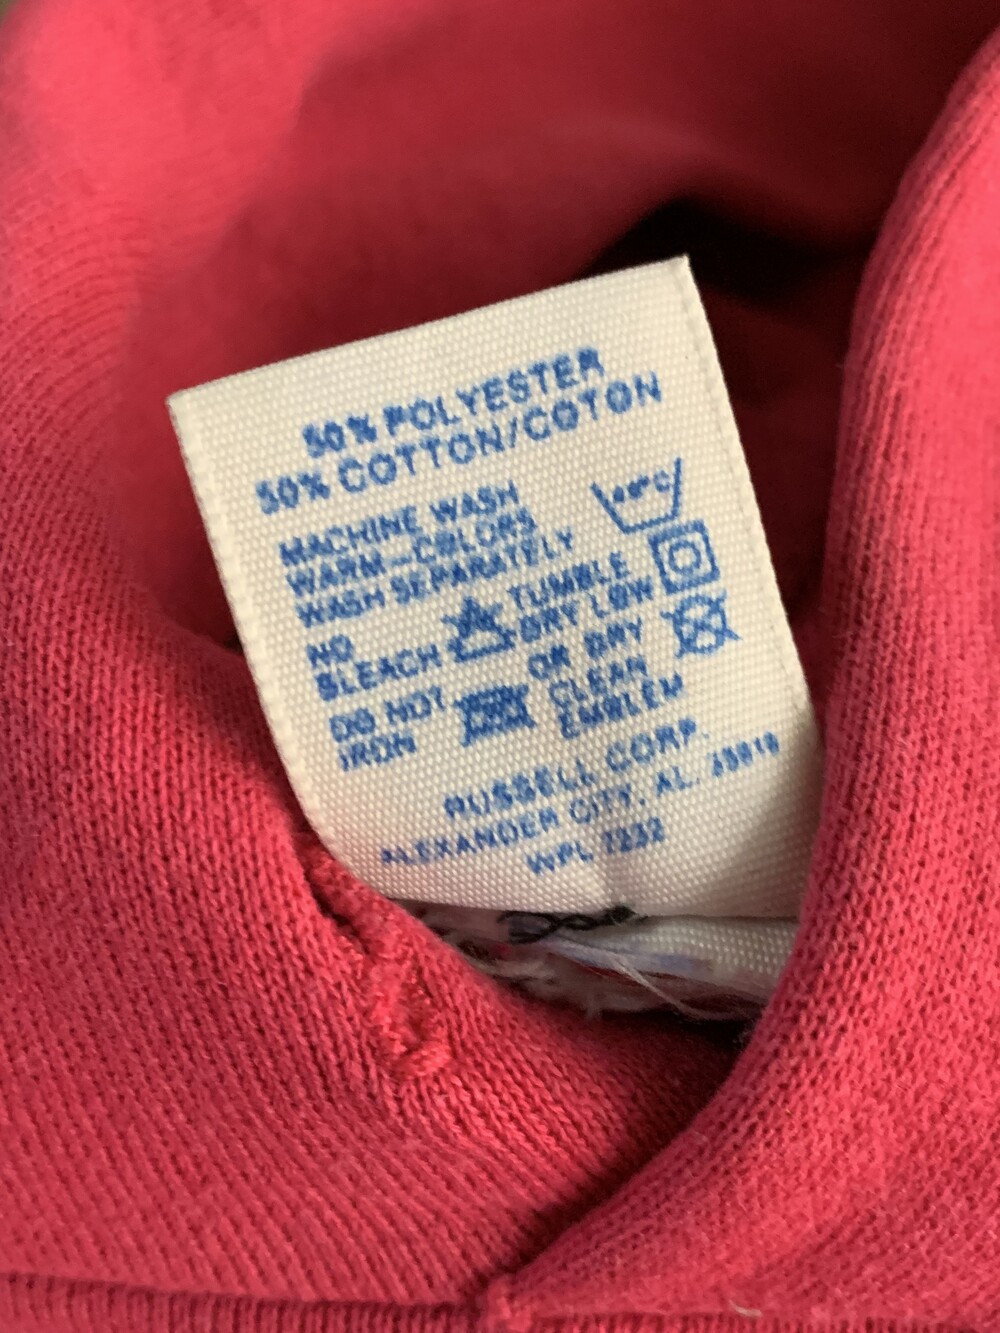 50% POLYESTER
50% COTTON/COTON
MACHINE WASH
WARM-COLORS
WASH SEPARATELY
NO
BLEACH
TUMBLE
DRY LOW
DO NOT
IRON
OR DRY
CLEAN
EMBLEM
RUSSELL CORP.
ALEXANDER CITY, AL.
WPL 7232